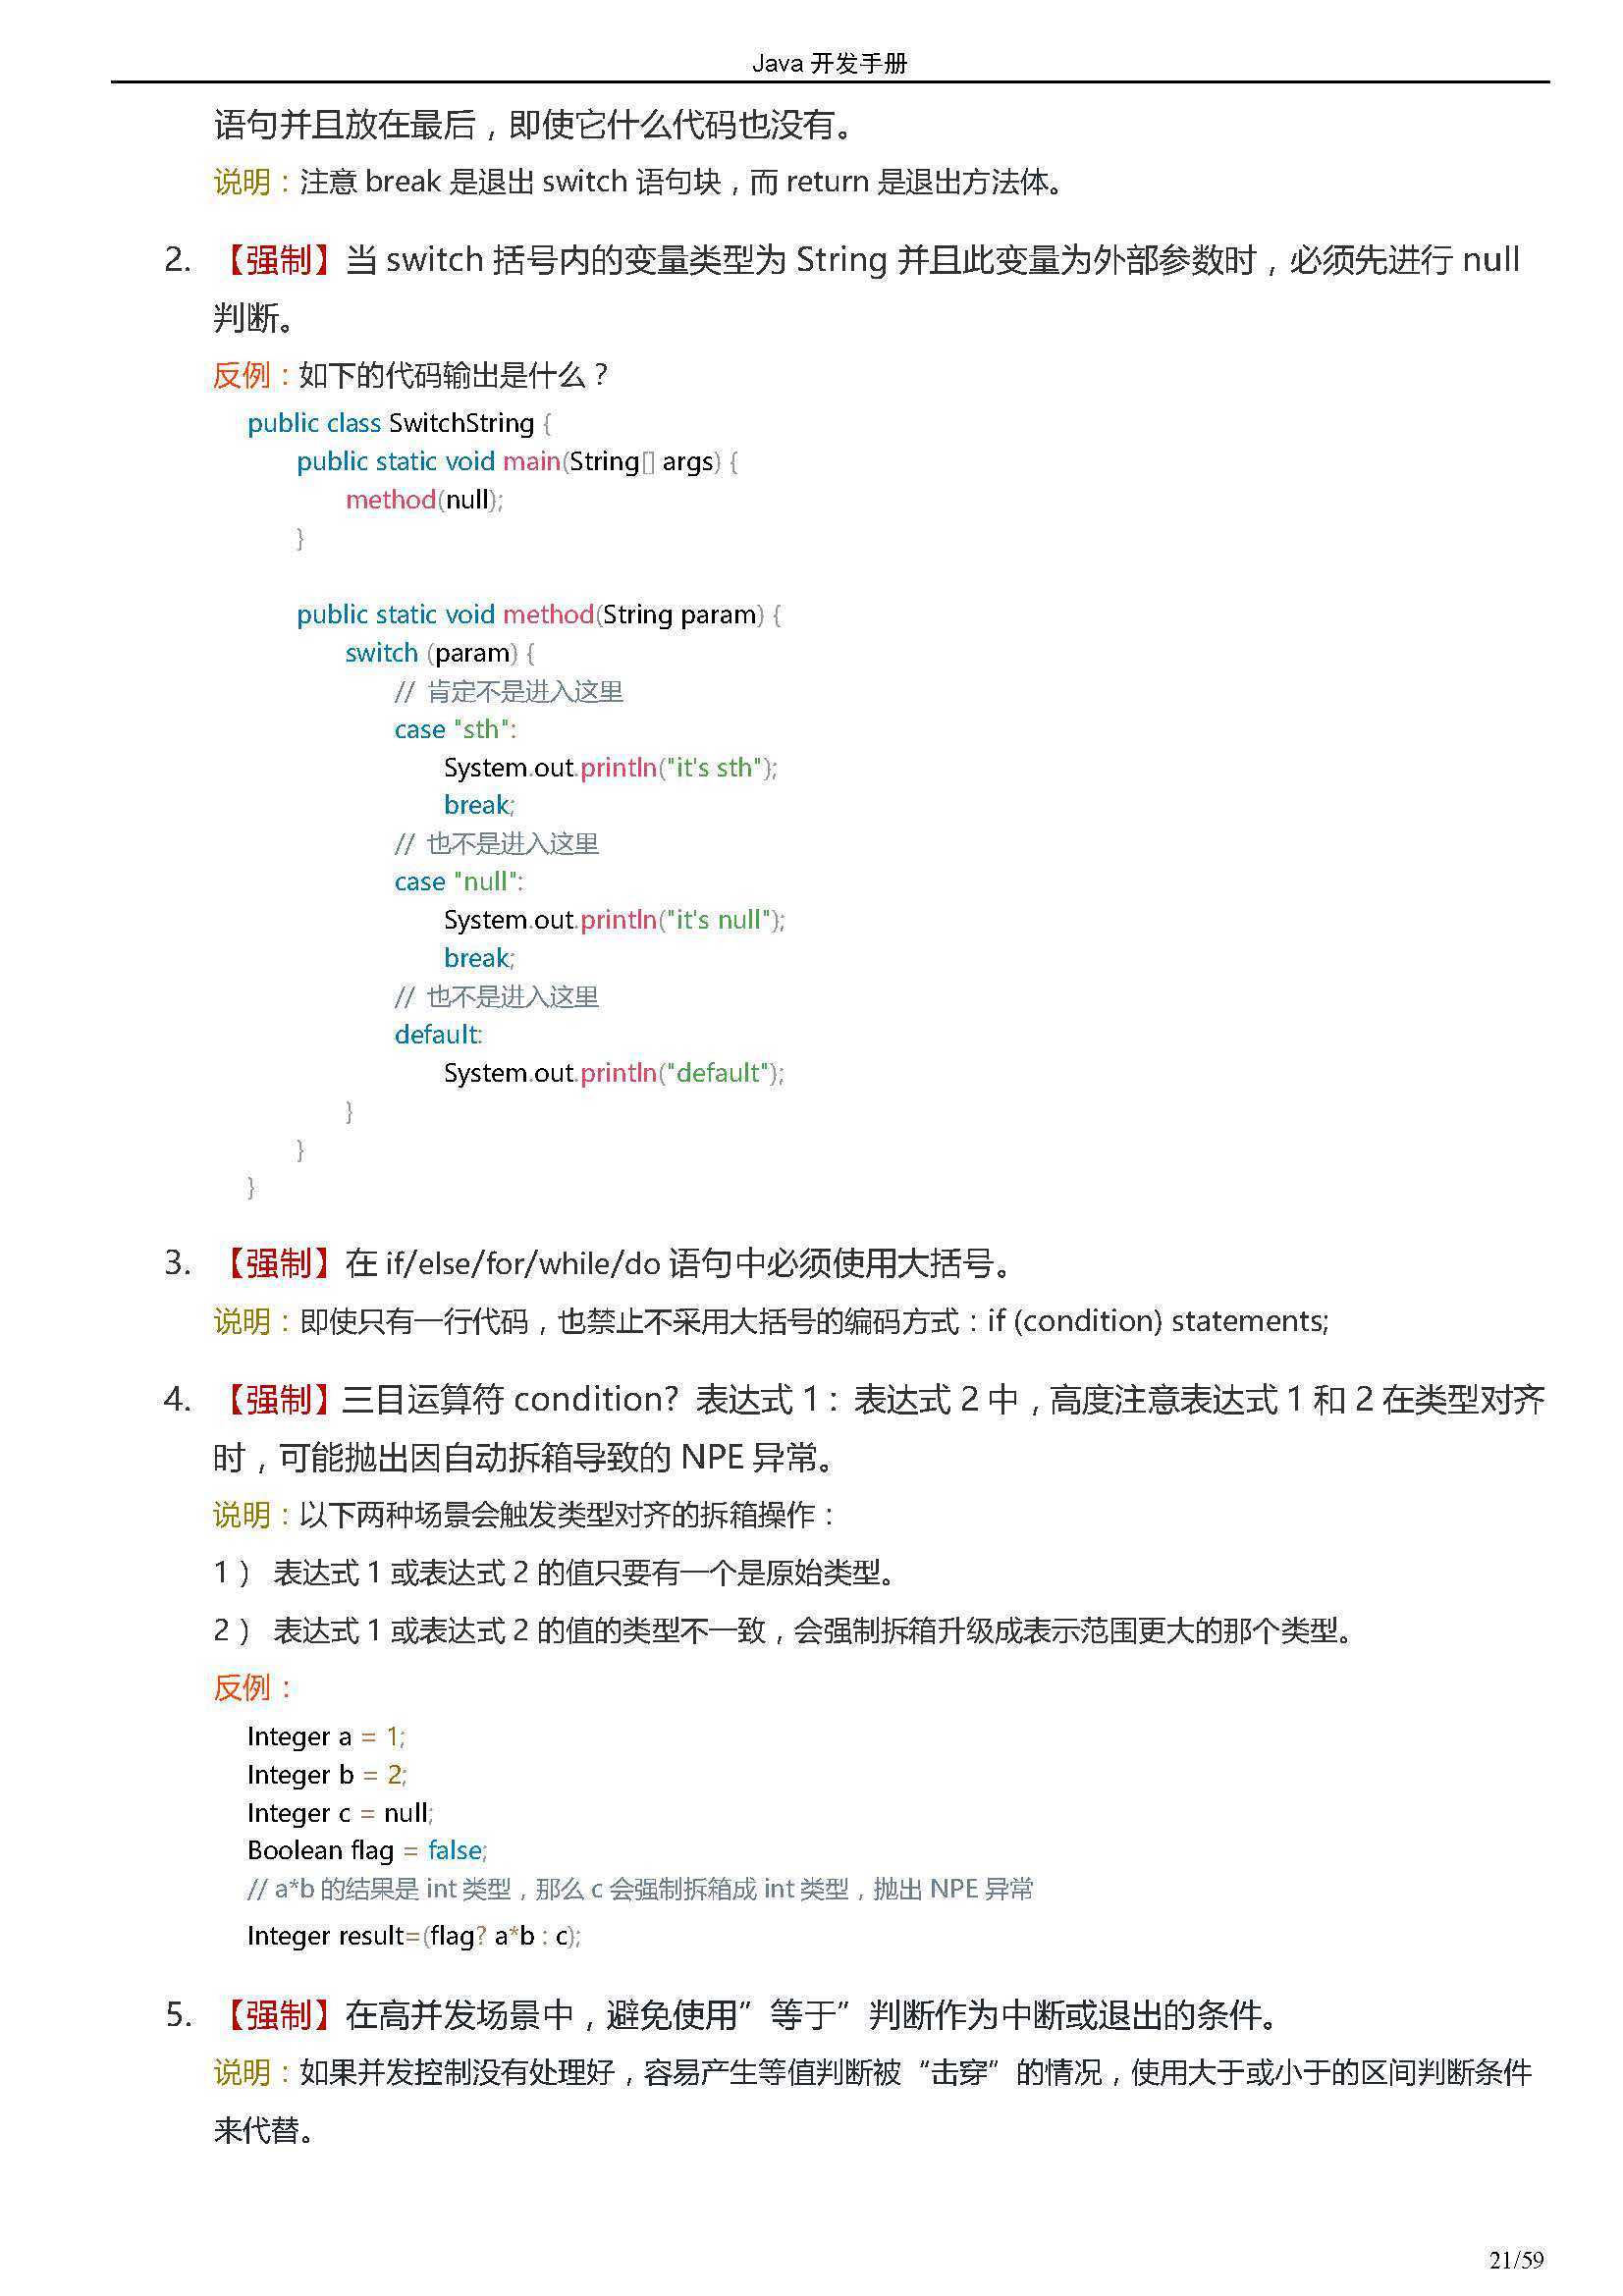 Java 开发手册
语句并且放在最后，即使它什么代码也没有。
说明：注意 break 是退出 switch 语句块，而 return 是退出方法体。
2. 【强制】当 switch 括号内的变量类型为 String 并且此变量为外部参数时，必须先进行 null
判断。
反例：如下的代码输出是什么？
public class SwitchString {
public static void main(String[] args) {
method(null);
}
public static void method(String param) {
switch (param) {
// 肯定不是进入这里
case "sth":
System.out.println("it's sth");
break;
// 也不是进入这里
case "null":
System.out.println("it's null");
break;
// 也不是进入这里
default:
System.out.println("default");
}
}
}
3. 【强制】在 if/else/for/while/do 语句中必须使用大括号。
说明：即使只有一行代码，也禁止不采用大括号的编码方式：if (condition) statements;
4. 【强制】三目运算符 condition? 表达式 1：表达式 2 中，高度注意表达式 1 和 2 在类型对齐
时，可能抛出因自动拆箱导致的 NPE 异常。
说明：以下两种场景会触发类型对齐的拆箱操作：
1） 表达式 1 或表达式 2 的值只要有一个是原始类型。
2） 表达式 1 或表达式 2 的值的类型不一致，会强制拆箱升级成表示范围更大的那个类型。
反例：
Integer a = 1;
Integer b = 2;
Integer c = null;
Boolean flag = false;
// a*b 的结果是 int 类型，那么 c 会强制拆箱成 int 类型，抛出 NPE 异常
Integer result=(flag? a*b : c);
5. 【强制】在高并发场景中，避免使用”等于”判断作为中断或退出的条件。
说明：如果并发控制没有处理好，容易产生等值判断被“击穿”的情况，使用大于或小于的区间判断条件
来代替。
21/59